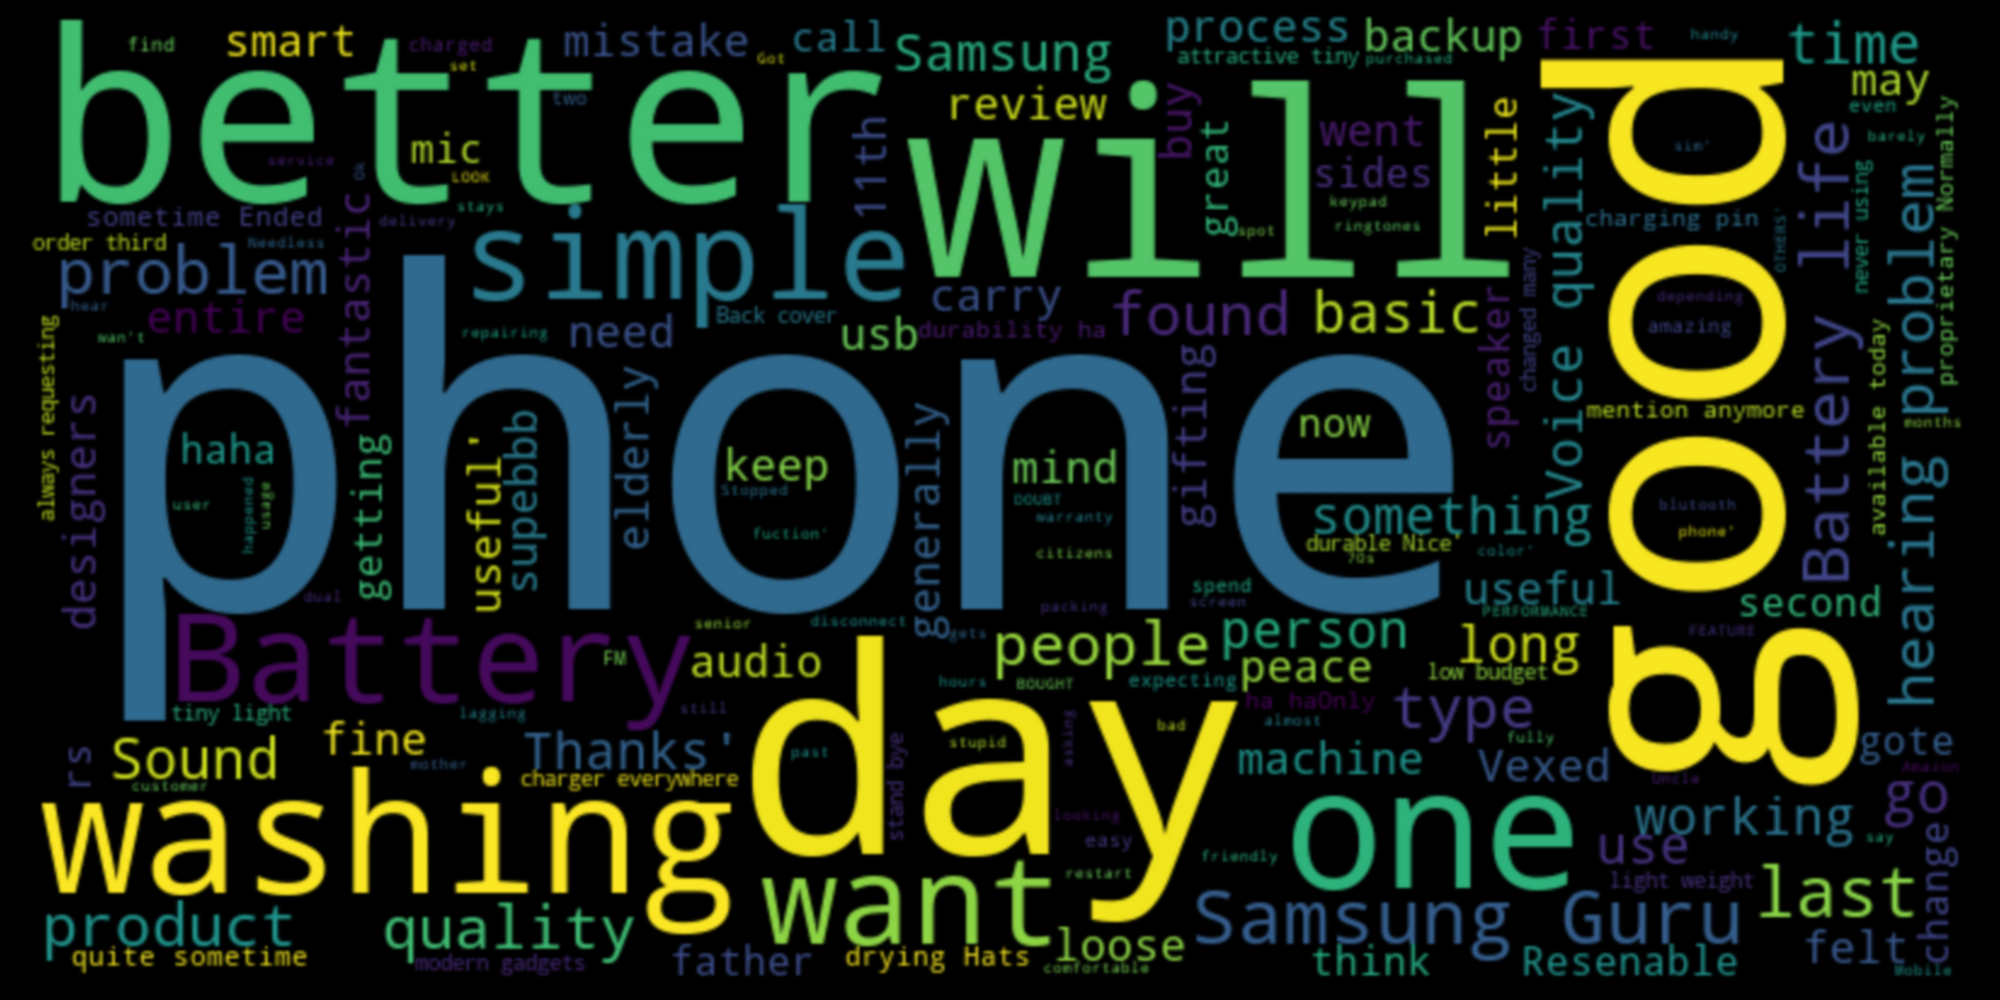 better
will
good
phone
day
washing
one
want
simple
Battery
Samsung Guru
find
smart
charged
set
mistake
Got
call
Samsung
process
attractive tiny
purchased
backup
first
handy
time
may
even
barely
two
mic
LOOK
service
ok
11th
review
buy
great
went
sides
little
keypad
ringtones
spot
Voice quality
sim'
charging pin
OTHERS'
Battery life
never using
hearing problem
proprietary Normally
sometime Ended
delivery
stays
order third
Needless
problem
hear
entire
wan't
fantastic
repairing
need
Back cover
usb
carry
durability ha
found
basic
speaker
changed many
depending
amazing
mention anymore
available today
months
always requesting
designers
haha
user
happened
usage
getting
useful'
supebbb
elderly
keep
Stopped
fuction'
generally
mind
DOUBT
warranty
citizens
gifting
now
something
durable Nice'
70s
color'
blutooth
phone'
dual
senior
disconnect
gets
packing
spend
screen
useful
PERFORMANCE
second
FEATURE
FM
audio
people
person
peace
long
low budget
tiny light
lagging
still
hours
BOUGHT
expecting
ha haOnly
almost
type
fully
rs
Sound
customer
fine
mother
Thanks'
charger everywhere
past
stand bye
stupid
asking
bad
machine
Vexed
Uncle
gote
Amazon
go
looking
easy
friendly
restart
working
say
use
light weight
last
change
product
quite sometime
quality
modern gadgets
father
drying Hats
loose
comfortable
think
Resenable
felt
Mobile